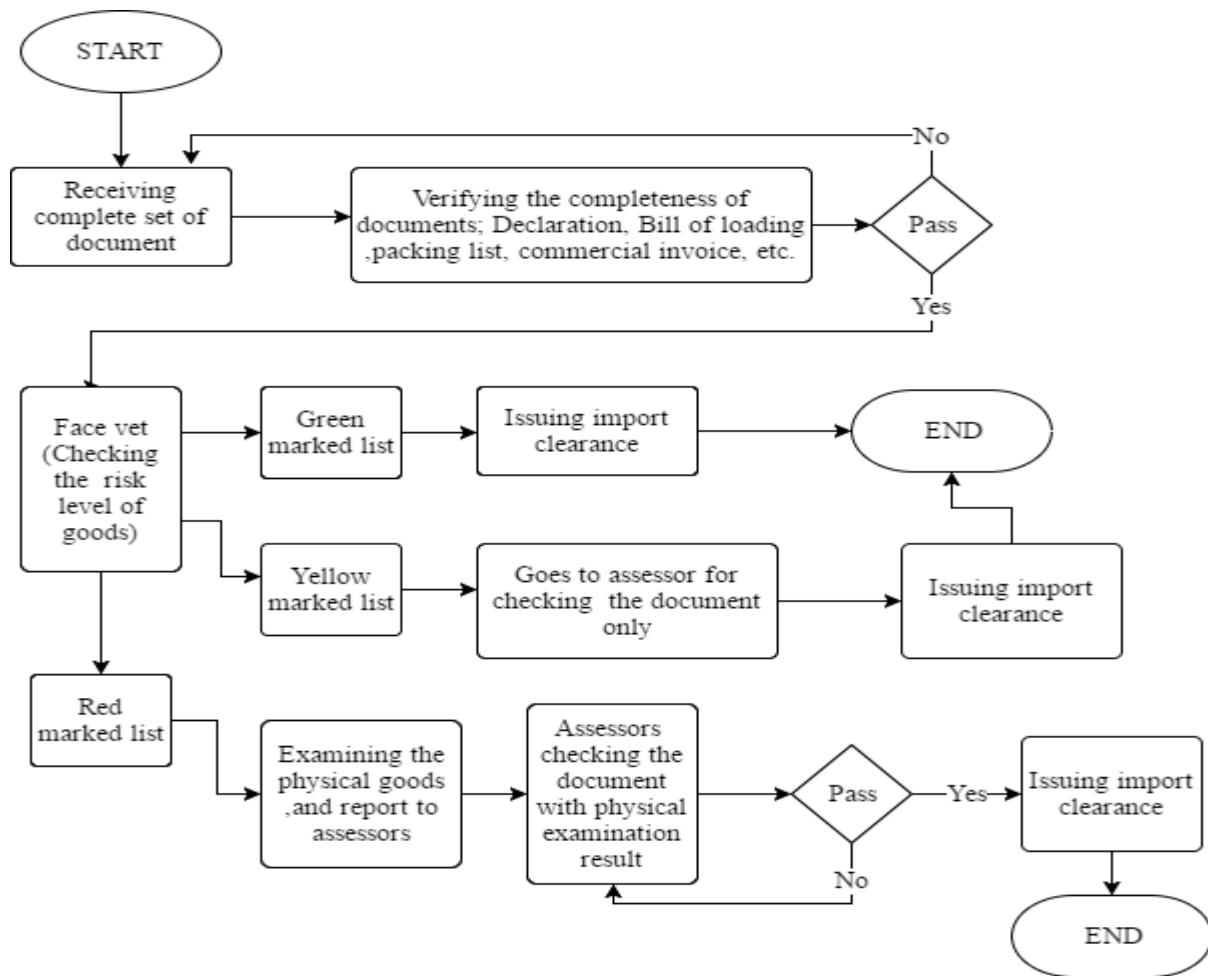 START
No
Receiving
complete set of
document
Verifying the completeness of
documents; Declaration, Bill of loading
,packing list, commercial invoice, etc.
Pass
Yes
Face vet
(Checking
the risk
level of
goods)
Green
marked list
Issuing import
clearance
END
Yellow
marked list
Goes to assessor for
checking the document
only
Issuing import
clearance
Red
marked list
Examining the
physical goods
,and report to
assessors
Assessors
checking the
document
with physical
examination
result
Pass
Yes
No
Issuing import
clearance
END